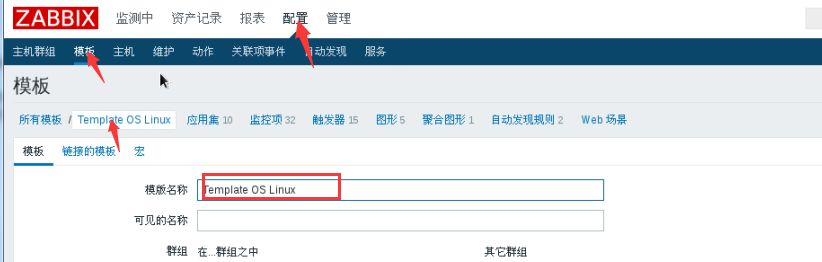 ZABBIX 监测中 资产记录 报表 配置 管理
主机群组 模板 主机 维护 动作 关联项事件 自动发现 服务
模板
所有模板 / Template OS Linux 应用集 10 监控项 32 触发器 15 图形 5 聚合图形 1 自动发现规则 2 Web 场景
模板 链接的模板 宏
模版名称 Template OS Linux
可见的名称
群组 在...群组之中 其它群组